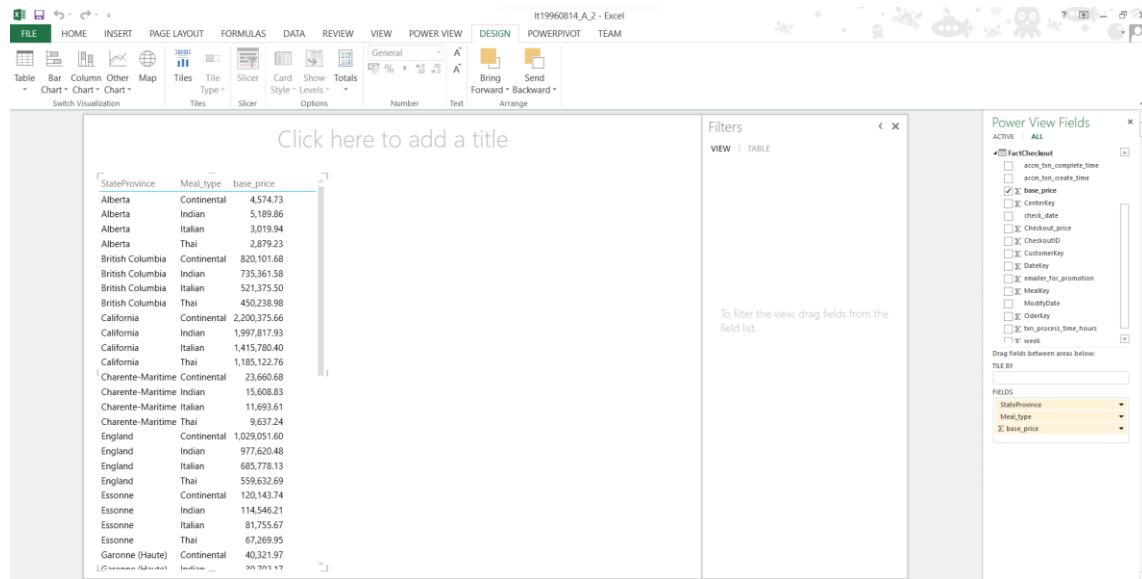 It19960814_A_2 - Excel
FILE HOME INSERT PAGE LAYOUT FORMULAS DATA REVIEW VIEW POWER VIEW DESIGN POWERPIVOT TEAM
General
Table Bar Chart Column Chart Other Chart Map Tiles Tile Type Slicer Card Style Show Levels Totals % , Bring Forward Send Backward
Switch Visualization Tiles Slicer Options Number Text Arrange
Click here to add a title
StateProvince Meal_type base_price
Alberta Continental 4,574.73
Alberta Indian 5,189.86
Alberta Italian 3,019.94
Alberta Thai 2,879.23
British Columbia Continental 820,101.68
British Columbia Indian 735,361.58
British Columbia Italian 521,375.50
British Columbia Thai 450,238.98
California Continental 2,200,375.66
California Indian 1,997,817.93
California Italian 1,415,780.40
California Thai 1,185,122.76
Charente-Maritime Continental 23,660.68
Charente-Maritime Indian 15,608.83
Charente-Maritime Italian 11,693.61
Charente-Maritime Thai 9,637.24
England Continental 1,029,051.60
England Indian 977,620.48
England Italian 685,778.13
England Thai 559,632.69
Essonne Continental 120,143.74
Essonne Indian 114,546.21
Essonne Italian 81,755.67
Essonne Thai 67,269.95
Garonne (Haute) Continental 40,321.97
Garonne (Haute) Indian
Filters
VIEW TABLE
To filter the view, drag fields from the
field list.
Power View Fields
ACTIVE ALL
FactCheckout
accm_txn_complete_time
accm_txn_create_time
Σ base_price
Σ CenterKey
check_date
Σ Checkout_price
Σ CheckoutID
Σ CustomerKey
Σ DateKey
Σ emailer_for_promotion
Σ MealKey
ModifyDate
Σ OderKey
Σ txn_process_time_hours
Σ week
Drag fields between areas below:
TILE BY
FIELDS
StateProvince
Meal_type
Σ base_price